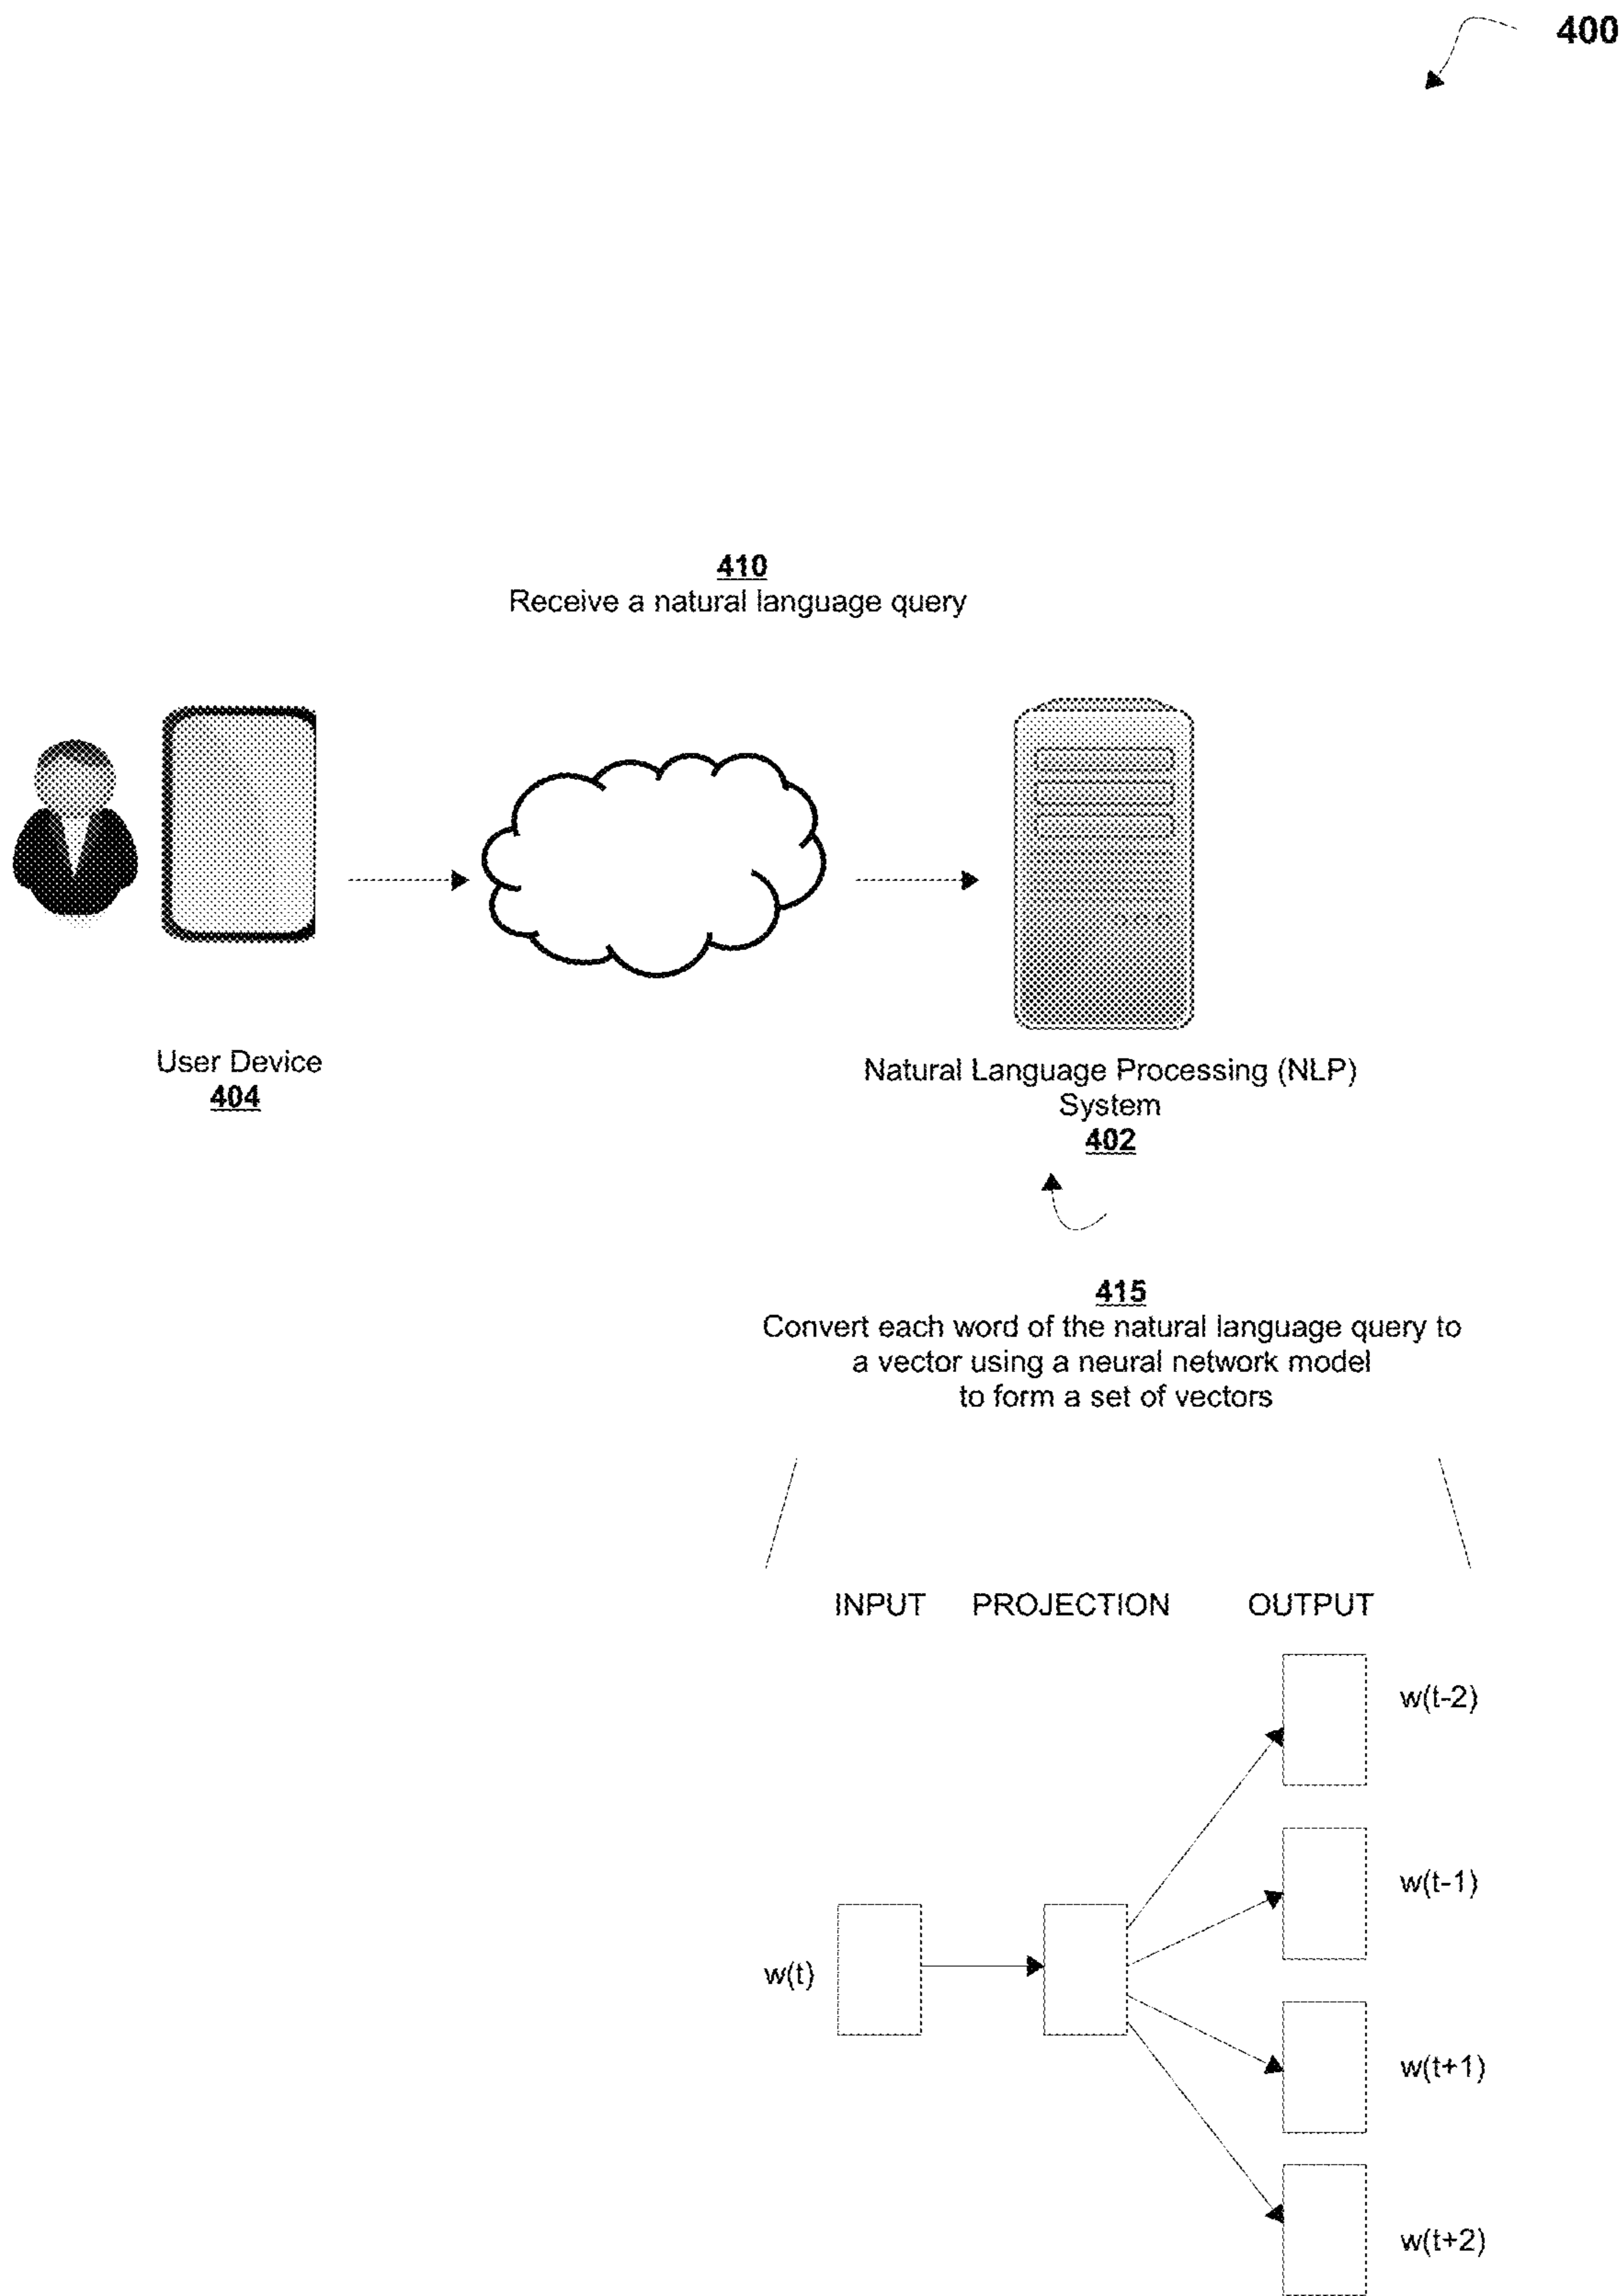 400
410
Receive a natural language query
User Device
404
Natural Language Processing (NLP)
System
402
415
Convert each word of the natural language query to
a vector using a neural network model
to form a set of vectors
INPUT PROJECTION OUTPUT
w(t-2)
w(t-1)
w(t)
w(t+1)
w(t+2)